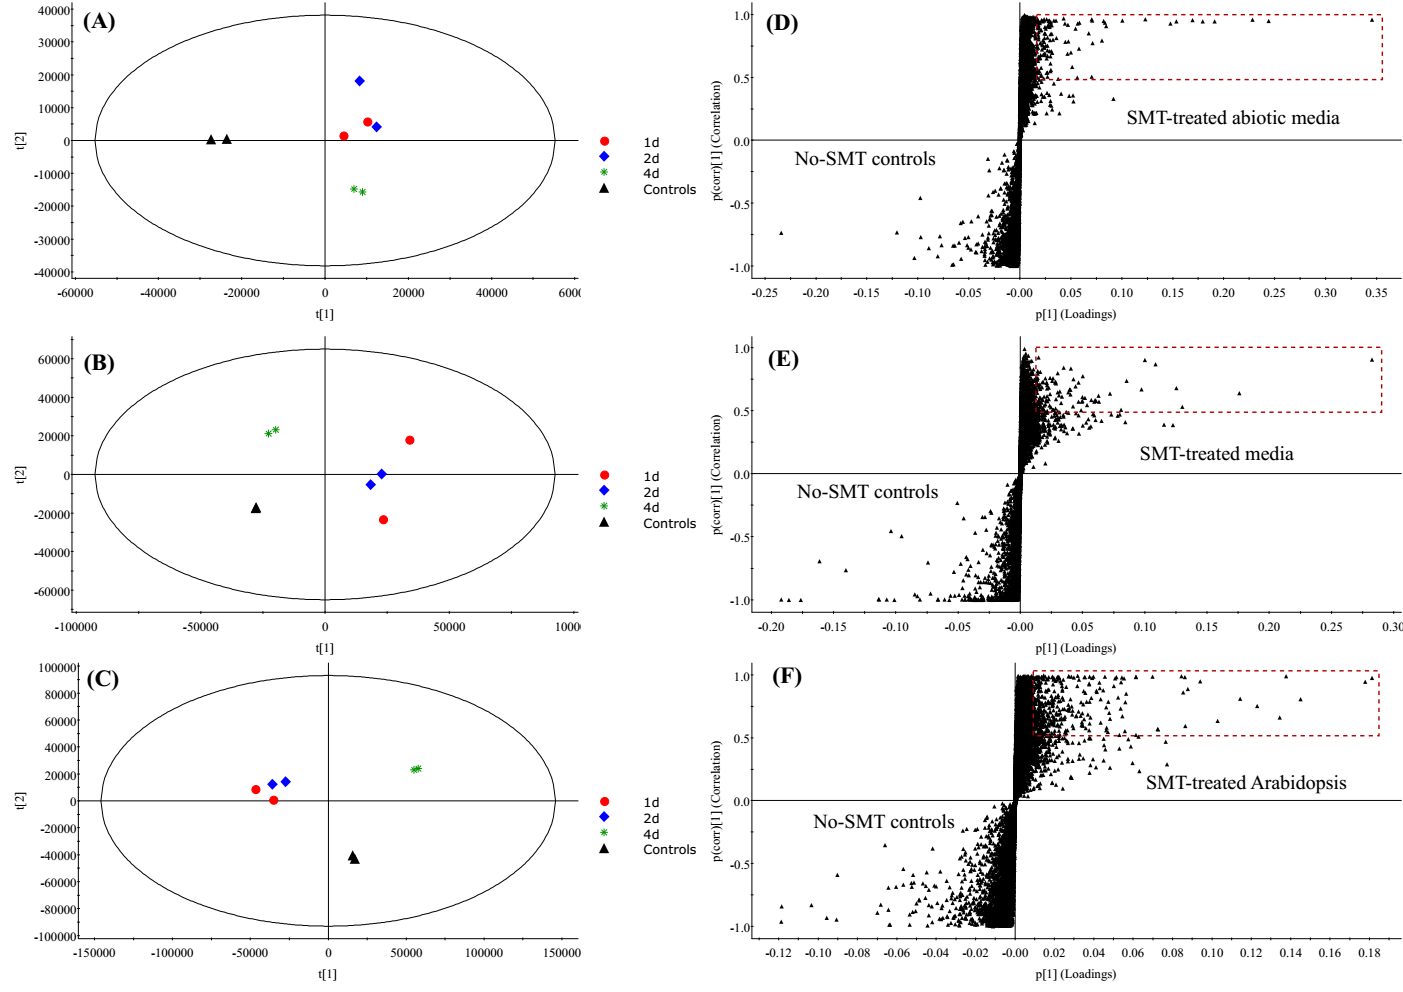 (A)
40000
30000
20000
10000
0
-10000
-20000
-30000
-40000
t[2]
-60000 -40000 -20000 0 20000 40000 6000
t[1]
1d
2d
4d
Controls
(D)
1.0
0.5
0.0
-0.5
-1.0
p(corr)[1] (Correlation)
SMT-treated abiotic media
No-SMT controls
-0.25 -0.20 -0.15 -0.10 -0.05 -0.00 0.05 0.10 0.15 0.20 0.25 0.30 0.35
p[1] (Loadings)
(B)
60000
40000
20000
0
-20000
-40000
-60000
t[2]
-100000 -50000 0 50000 1000
t[1]
1d
2d
4d
Controls
(E)
1.0
0.5
0.0
-0.5
-1.0
p(corr)[1] (Correlation)
SMT-treated media
No-SMT controls
-0.20 -0.15 -0.10 -0.05 -0.00 0.05 0.10 0.15 0.20 0.25 0.30
p[1] (Loadings)
(C)
100000
80000
60000
40000
20000
0
-20000
-40000
-60000
-80000
-100000
t[2]
-150000 -100000 -50000 0 50000 100000 150000
t[1]
1d
2d
4d
Controls
(F)
1.0
0.5
0.0
-0.5
-1.0
p(corr)[1] (Correlation)
SMT-treated Arabidopsis
No-SMT controls
-0.12 -0.10 -0.08 -0.06 -0.04 -0.02 -0.00 0.02 0.04 0.06 0.08 0.10 0.12 0.14 0.16 0.18
p[1] (Loadings)